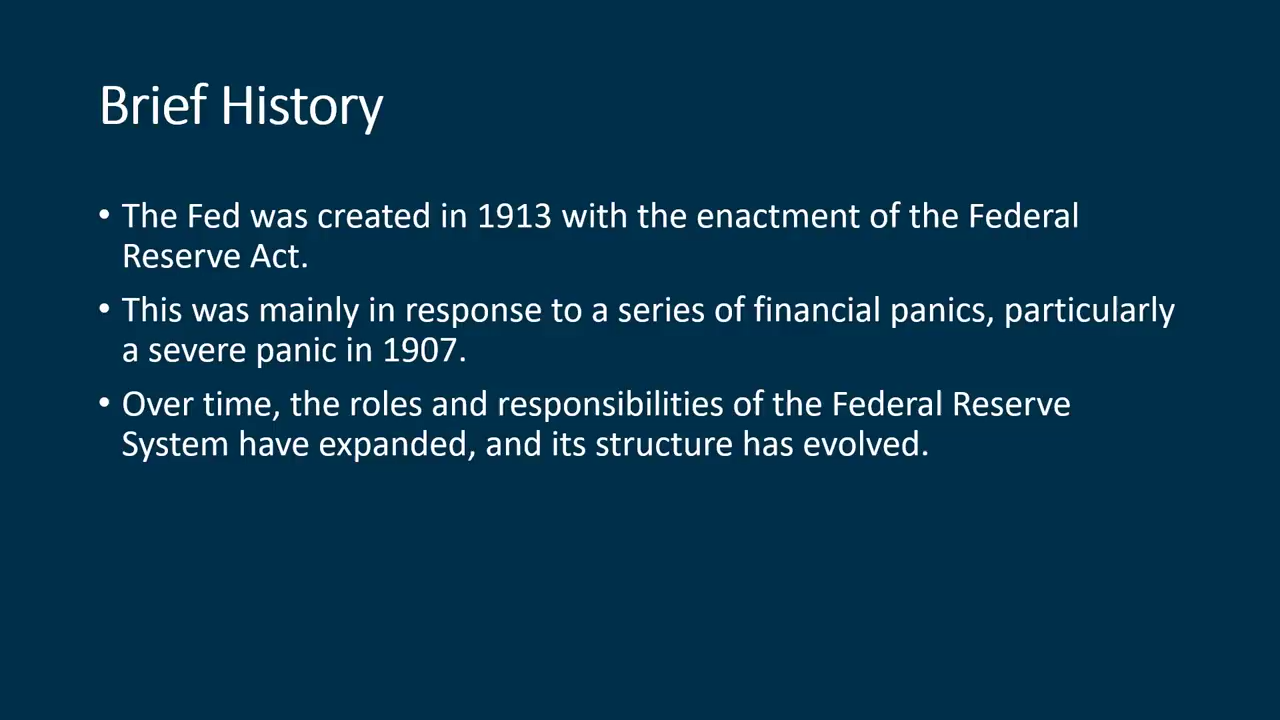 Brief History
• The Fed was created in 1913 with the enactment of the Federal
Reserve Act.
• This was mainly in response to a series of financial panics, particularly
a severe panic in 1907.
• Over time, the roles and responsibilities of the Federal Reserve
System have expanded, and its structure has evolved.